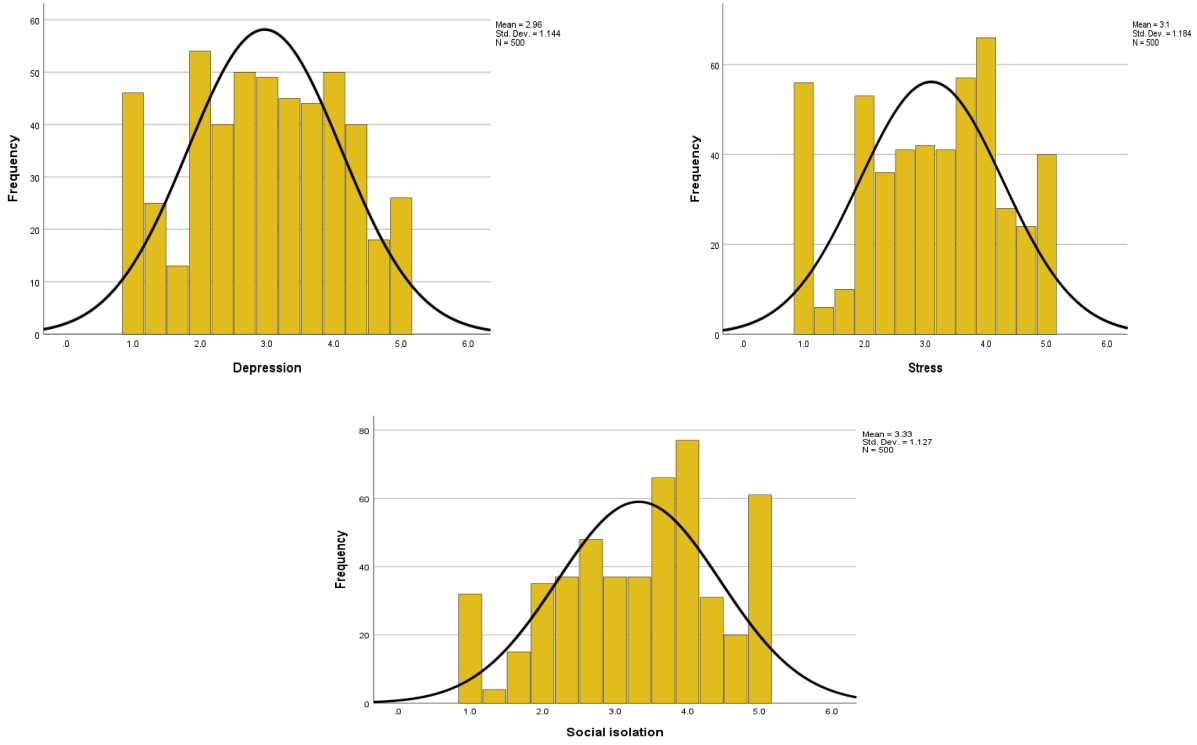 Mean = 2.96
Std. Dev. = 1.144
N = 500
60
50
40
30
20
10
0
Frequency
.0 1.0 2.0 3.0 4.0 5.0 6.0
Depression
Mean = 3.1
Std. Dev. = 1.184
N = 500
60
40
20
0
Frequency
.0 1.0 2.0 3.0 4.0 5.0 6.0
Stress
Mean = 3.33
Std. Dev. = 1.127
N = 500
80
60
40
20
0
Frequency
.0 1.0 2.0 3.0 4.0 5.0 6.0
Social isolation